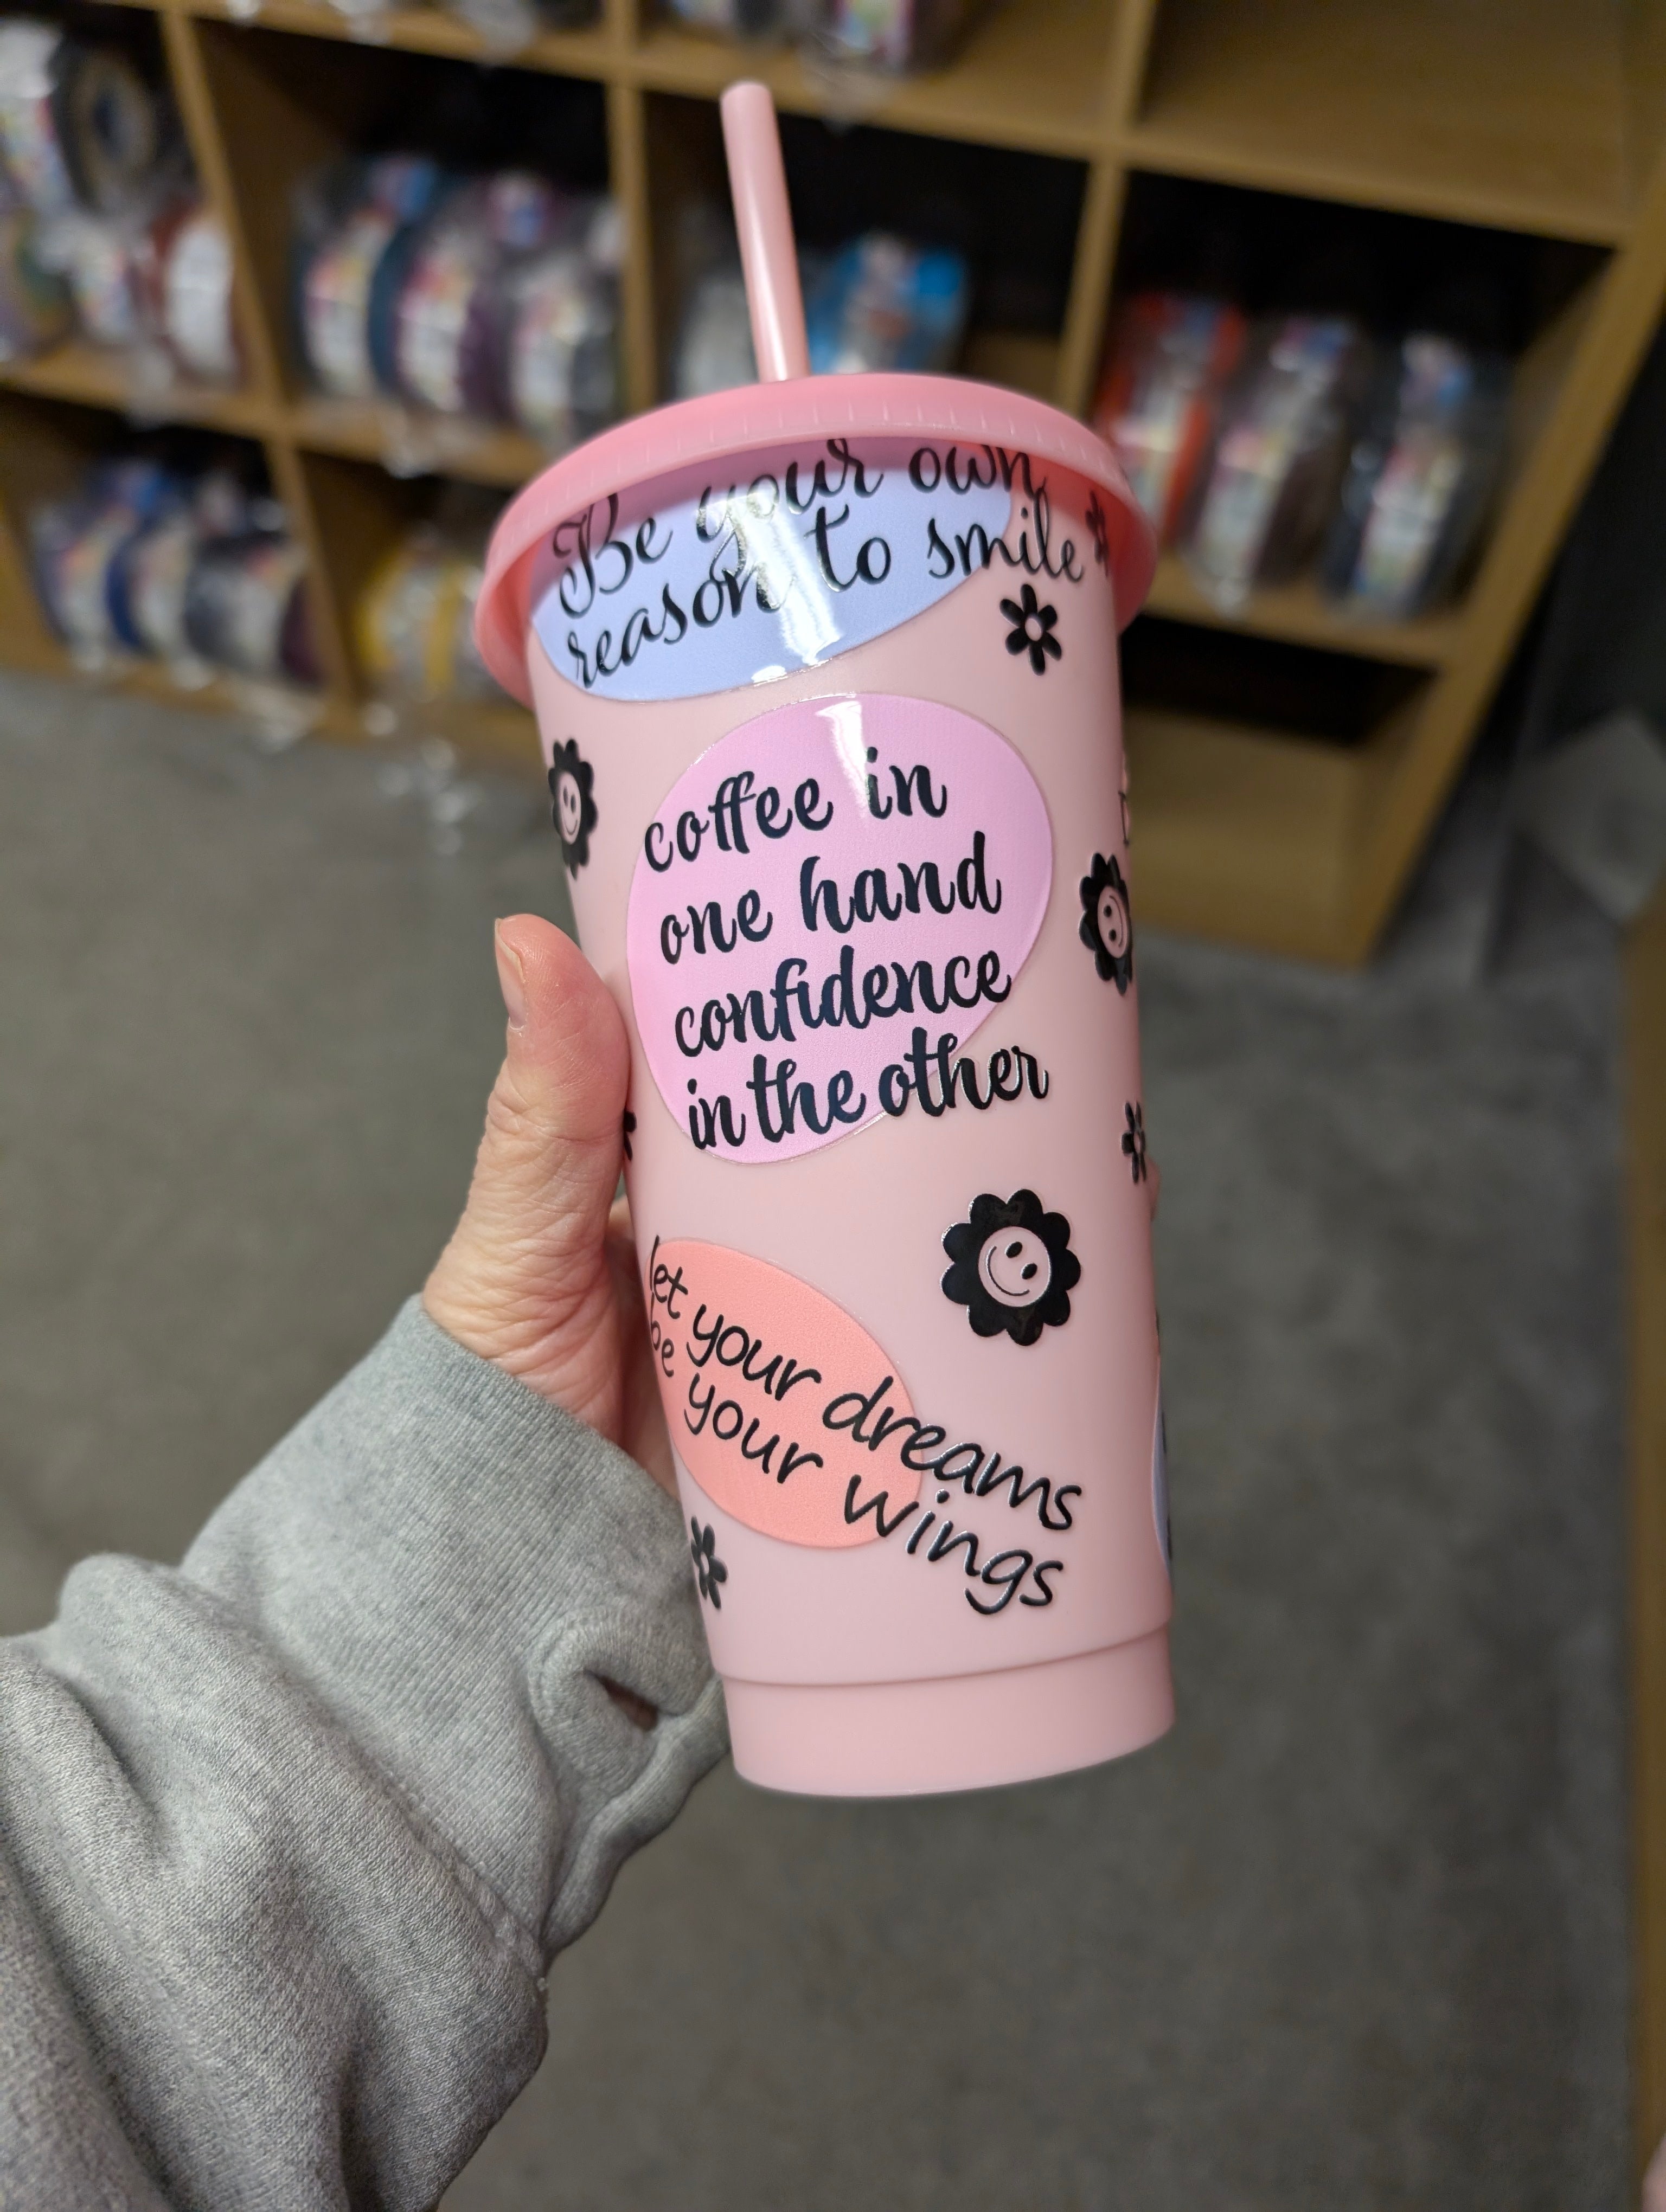 Be your own
reason to smile
coffee in
one hand
confidence
in the other
let your dreams
be your wings